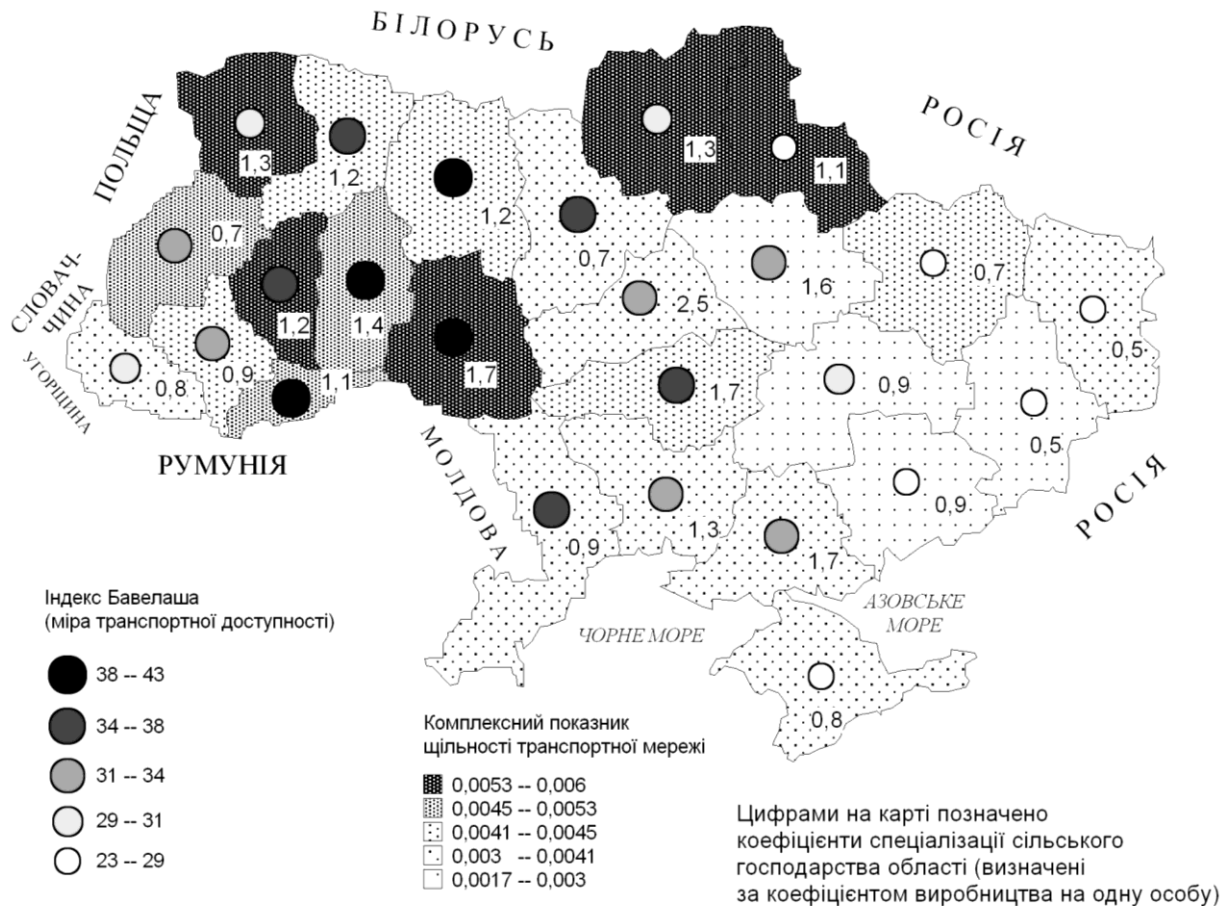 БІЛОРУСЬ
ПОЛЬЩА
РОСІЯ
1,3
1,2
1,2
1,3
1,1
0,7
0,7
1,6
0,7
0,5
СЛОВАЧ-
ЧИНА
УГОРЩИНА
1,2
1,4
2,5
0,8
0,9
1,1
1,7
1,7
0,9
0,5
РУМУНІЯ
МОЛДОВА
РОСІЯ
0,9
1,3
1,7
0,9
ЧОРНЕ МОРЕ
АЗОВСЬКЕ
МОРЕ
0,8
Індекс Бавелаша
(міра транспортної доступності)
38 -- 43
34 -- 38
31 -- 34
29 -- 31
23 -- 29
Комплексний показник
щільності транспортної мережі
0,0053 -- 0,006
0,0045 -- 0,0053
0,0041 -- 0,0045
0,003 -- 0,0041
0,0017 -- 0,003
Цифрами на карті позначено
коефіцієнти спеціалізації сільського
господарства області (визначені
за коефіцієнтом виробництва на одну особу)